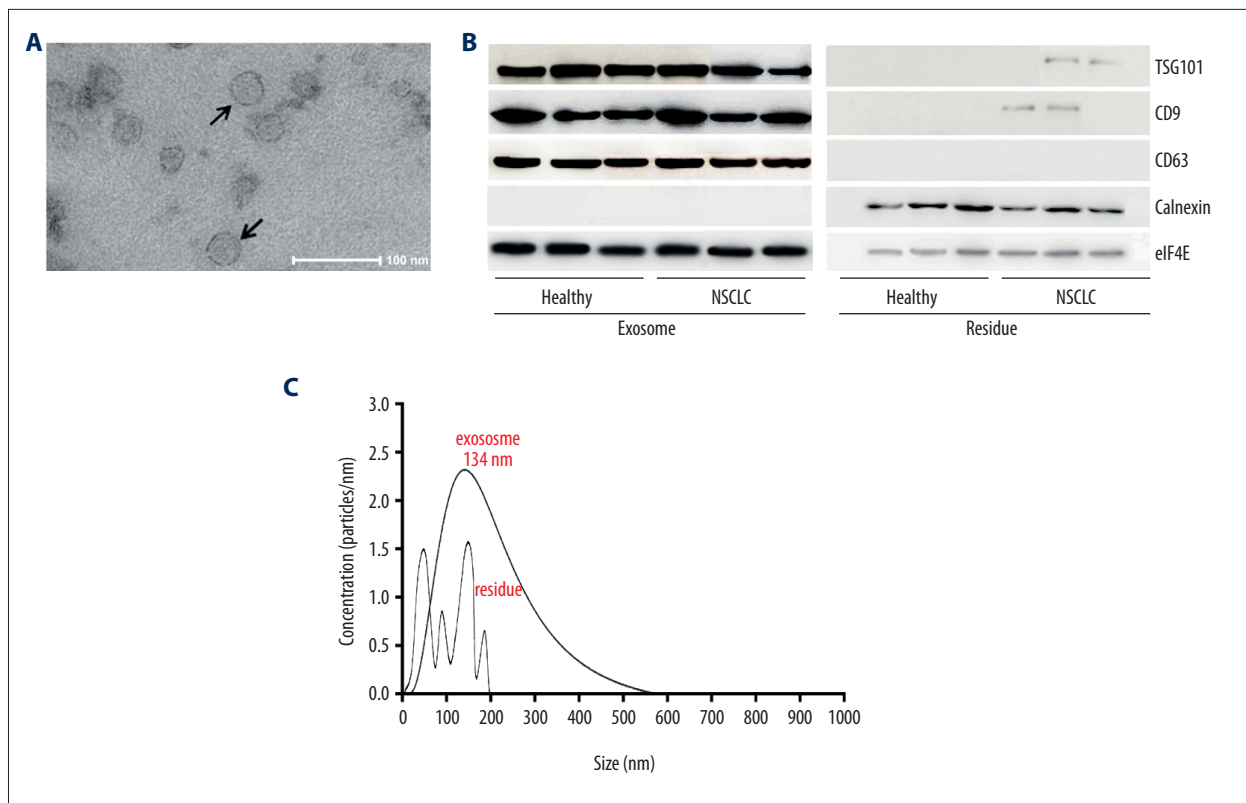 A
100 nm
B
TSG101
CD9
CD63
Calnexin
eIF4E
Healthy NSCLC Healthy NSCLC
Exosome Residue
C
3.0
2.5
2.0
1.5
1.0
0.5
0.0
Concentration (particles/nm)
exososme
134 nm
residue
0 100 200 300 400 500 600 700 800 900 1000
Size (nm)